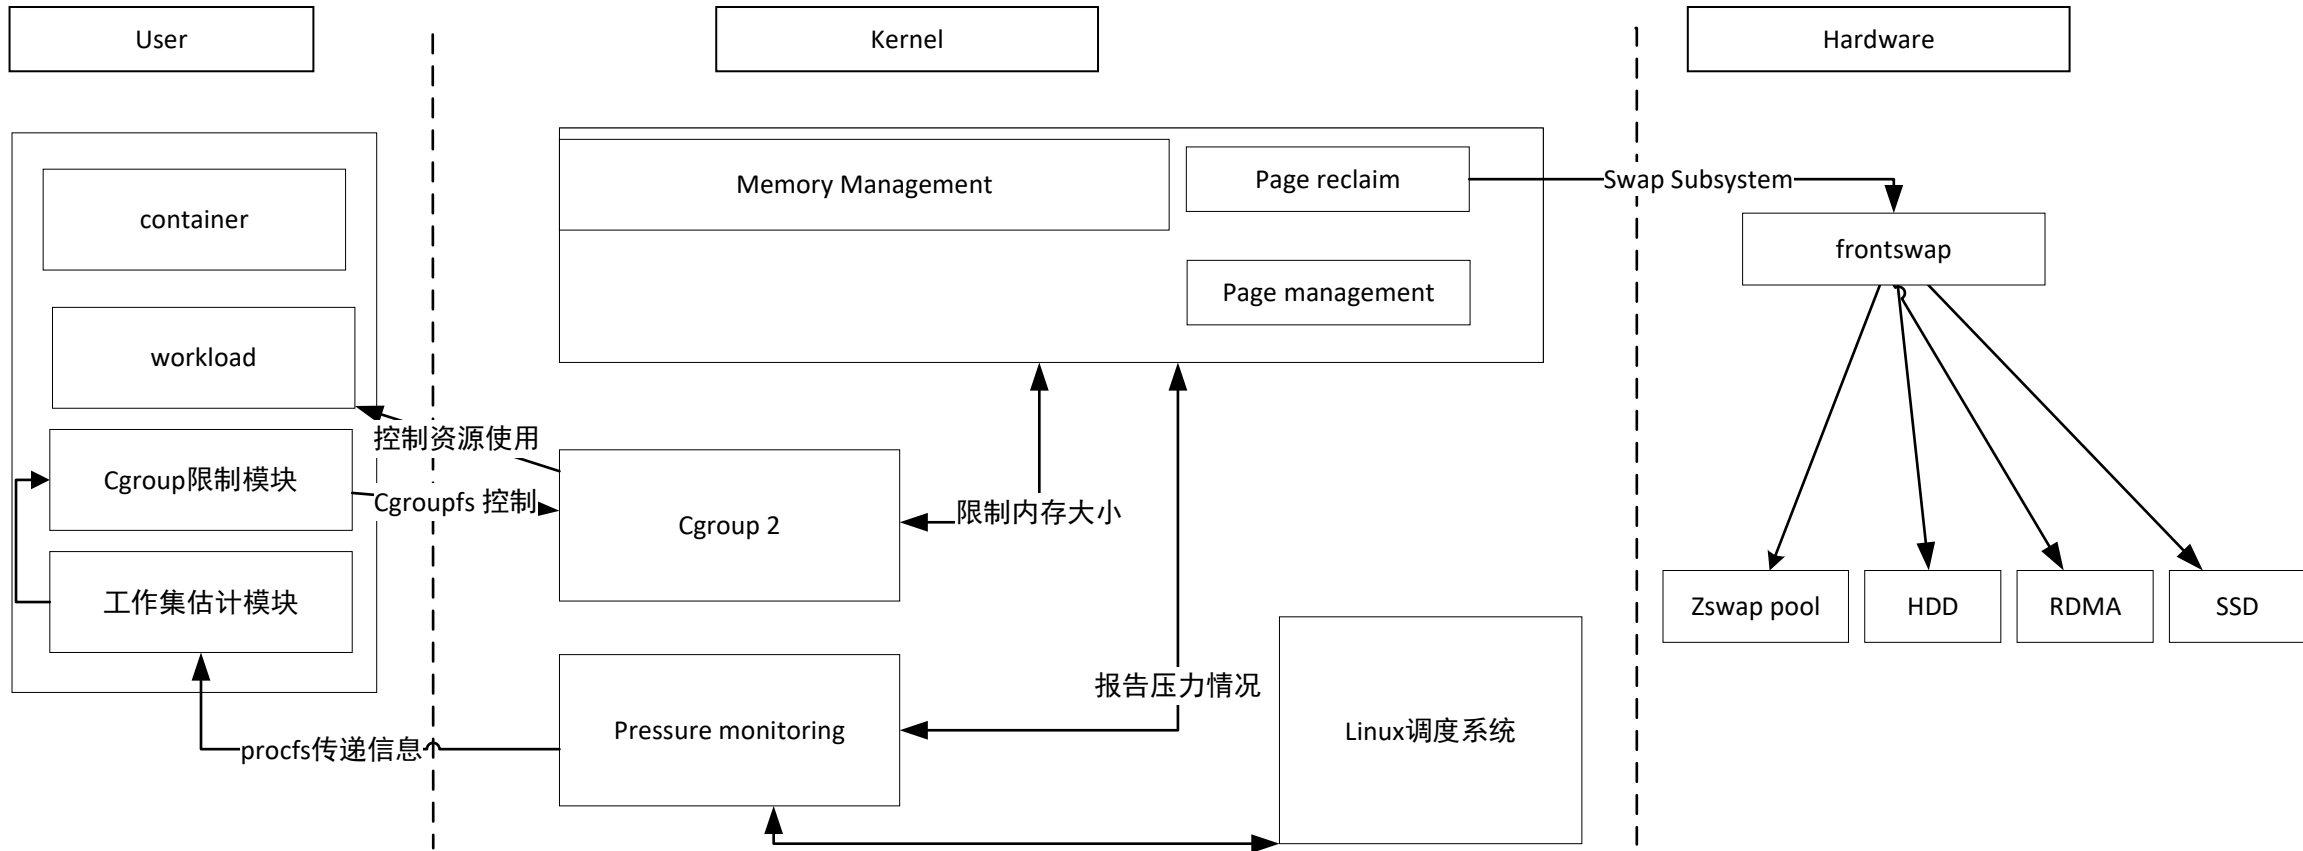 User
Kernel
Hardware
container
workload
Cgroup限制模块
工作集估计模块
控制资源使用
Cgroupfs 控制
procfs传递信息
Memory Management
Page reclaim
Page management
Cgroup 2
限制内存大小
Pressure monitoring
报告压力情况
Linux调度系统
Swap Subsystem
frontswap
Zswap pool
HDD
RDMA
SSD